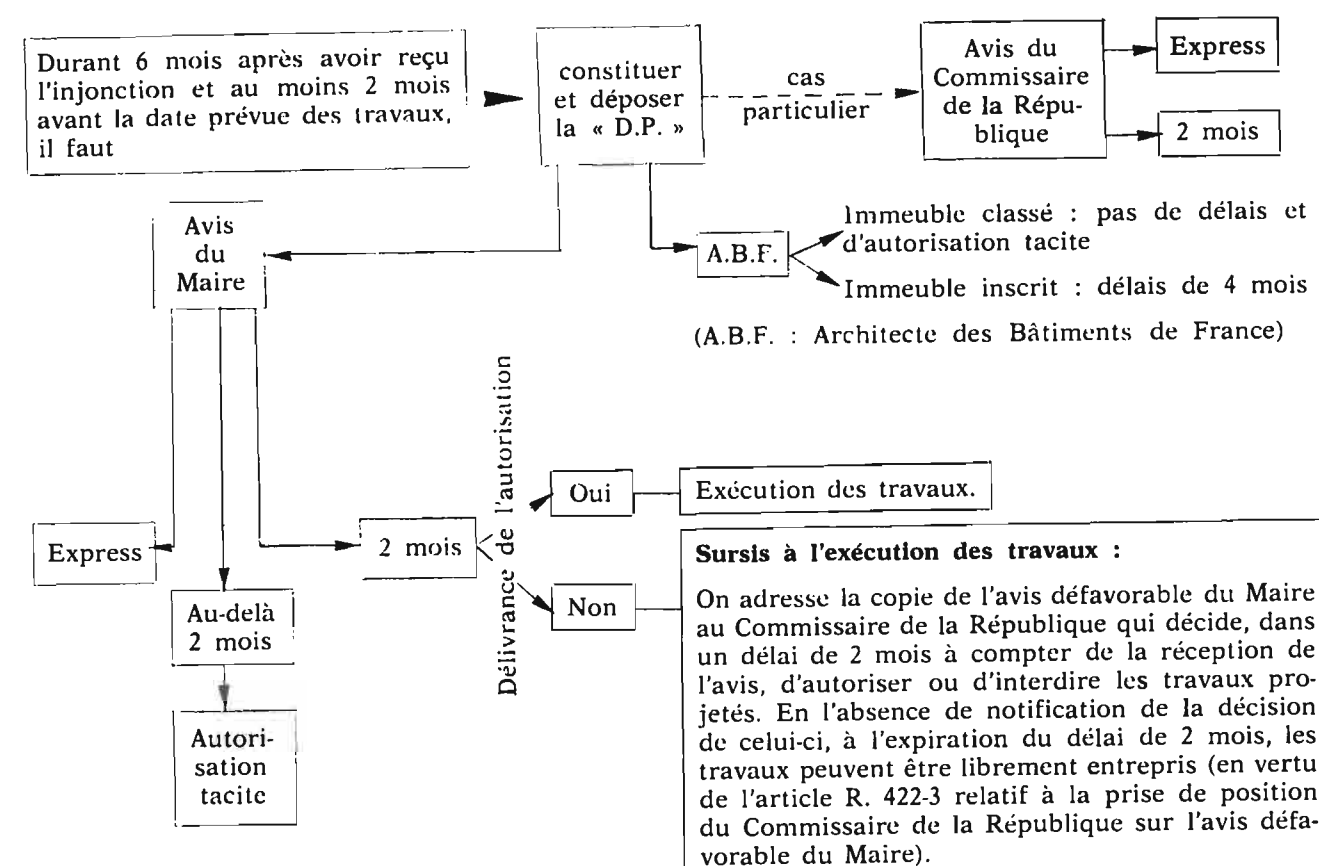 Durant 6 mois après avoir reçu
l'injonction et au moins 2 mois
avant la date prévue des travaux,
il faut
constituer
et déposer
la « D.P. »
cas
particulier
Avis du
Commissaire
de la Répu-
blique
Express
2 mois
Avis
du
Maire
A.B.F.
Immeuble classé : pas de délais et
d'autorisation tacite
Immeuble inscrit : délais de 4 mois
(A.B.F. : Architecte des Bâtiments de France)
Express
Au-delà
2 mois
Autori-
sation
tacite
2 mois
Délivrance de l'autorisation
Oui
Exécution des travaux.
Non
Sursis à l'exécution des travaux :
On adresse la copie de l'avis défavorable du Maire
au Commissaire de la République qui décide, dans
un délai de 2 mois à compter de la réception de
l'avis, d'autoriser ou d'interdire les travaux pro-
jetés. En l'absence de notification de la décision
de celui-ci, à l'expiration du délai de 2 mois, les
travaux peuvent être librement entrepris (en vertu
de l'article R. 422-3 relatif à la prise de position
du Commissaire de la République sur l'avis défa-
vorable du Maire).